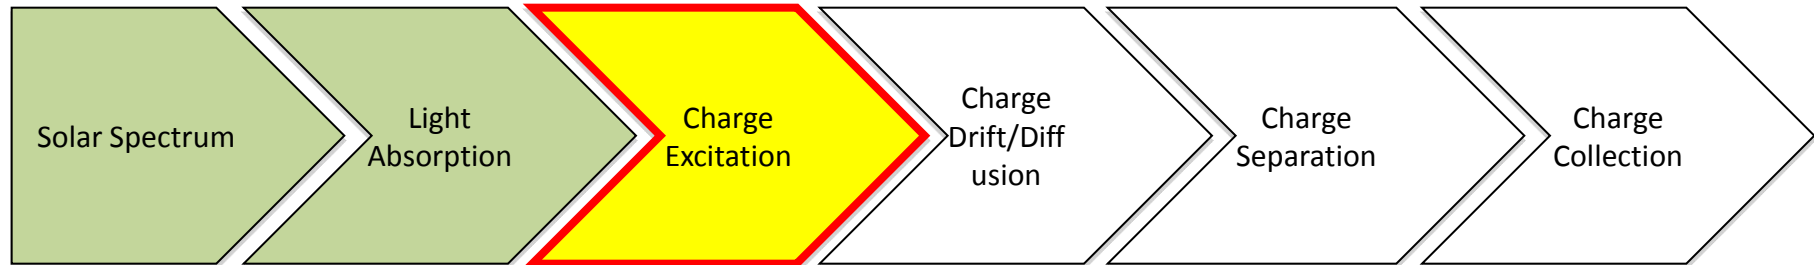 Solar Spectrum
Light
Absorption
Charge
Excitation
Charge
Drift/Diff
usion
Charge
Separation
Charge
Collection